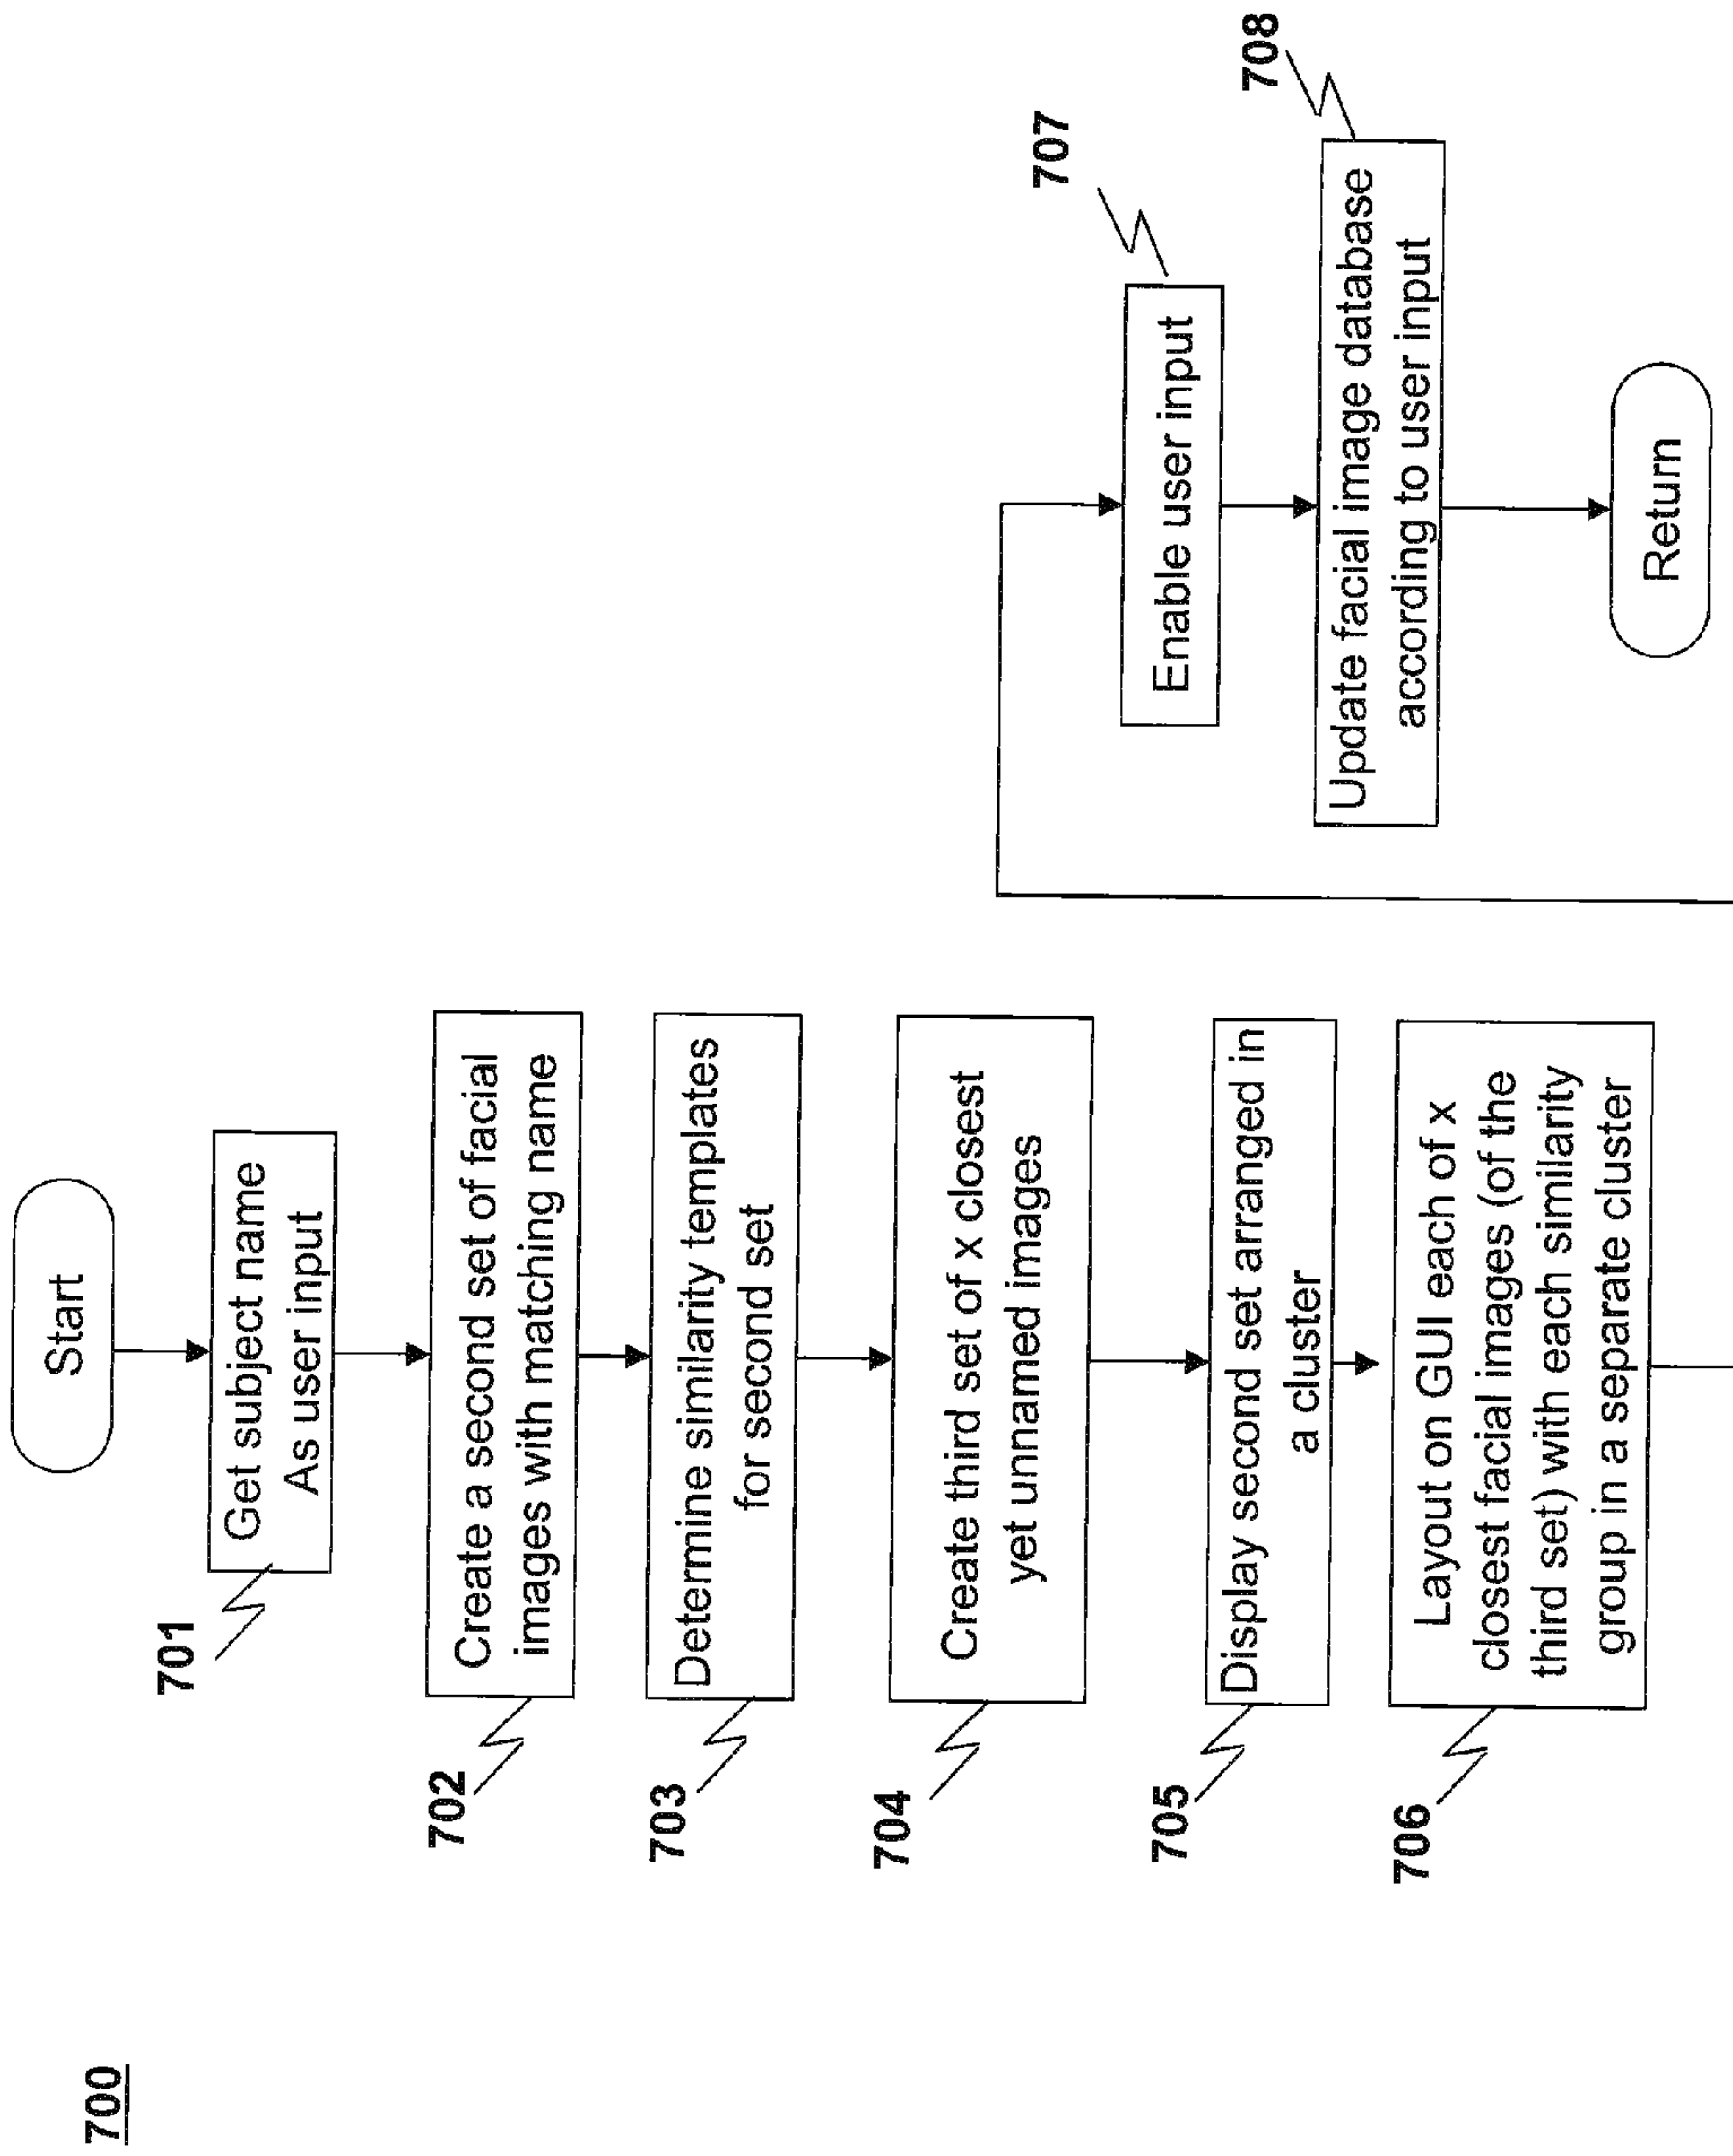 700
Start
701
Get subject name
As user input
702
Create a second set of facial
images with matching name
703
Determine similarity templates
for second set
704
Create third set of x closest
yet unnamed images
705
Display second set arranged in
a cluster
706
Layout on GUI each of x
closest facial images (of the
third set) with each similarity
group in a separate cluster
707
Enable user input
708
Update facial image database
according to user input
Return